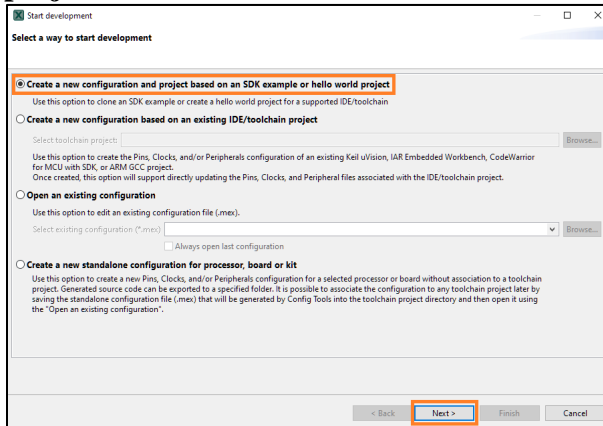 Start development
Select a way to start development
Create a new configuration and project based on an SDK example or hello world project
Use this option to clone an SDK example or create a hello world project for a supported IDE/toolchain
Create a new configuration based on an existing IDE/toolchain project
Select toolchain project:
Browse...
Use this option to create the Pins, Clocks, and/or Peripherals configuration of an existing Keil uVision, IAR Embedded Workbench, CodeWarrior
for MCU with SDK, or ARM GCC project.
Once created, this option will support directly updating the Pins, Clocks, and Peripheral files associated with the IDE/toolchain project.
Open an existing configuration
Use this option to edit an existing configuration file (.mex).
Select existing configuration (*.mex)
Browse...
Always open last configuration
Create a new standalone configuration for processor, board or kit
Use this option to create a new Pins, Clocks, and/or Peripherals configuration for a selected processor or board without association to a toolchain
project. Generated source code can be exported to a specified folder. It is possible to associate the configuration to any toolchain project later by
saving the standalone configuration file (.mex) that will be generated by Config Tools into the toolchain project directory and then open it using
the "Open an existing configuration".
< Back
Next >
Finish
Cancel